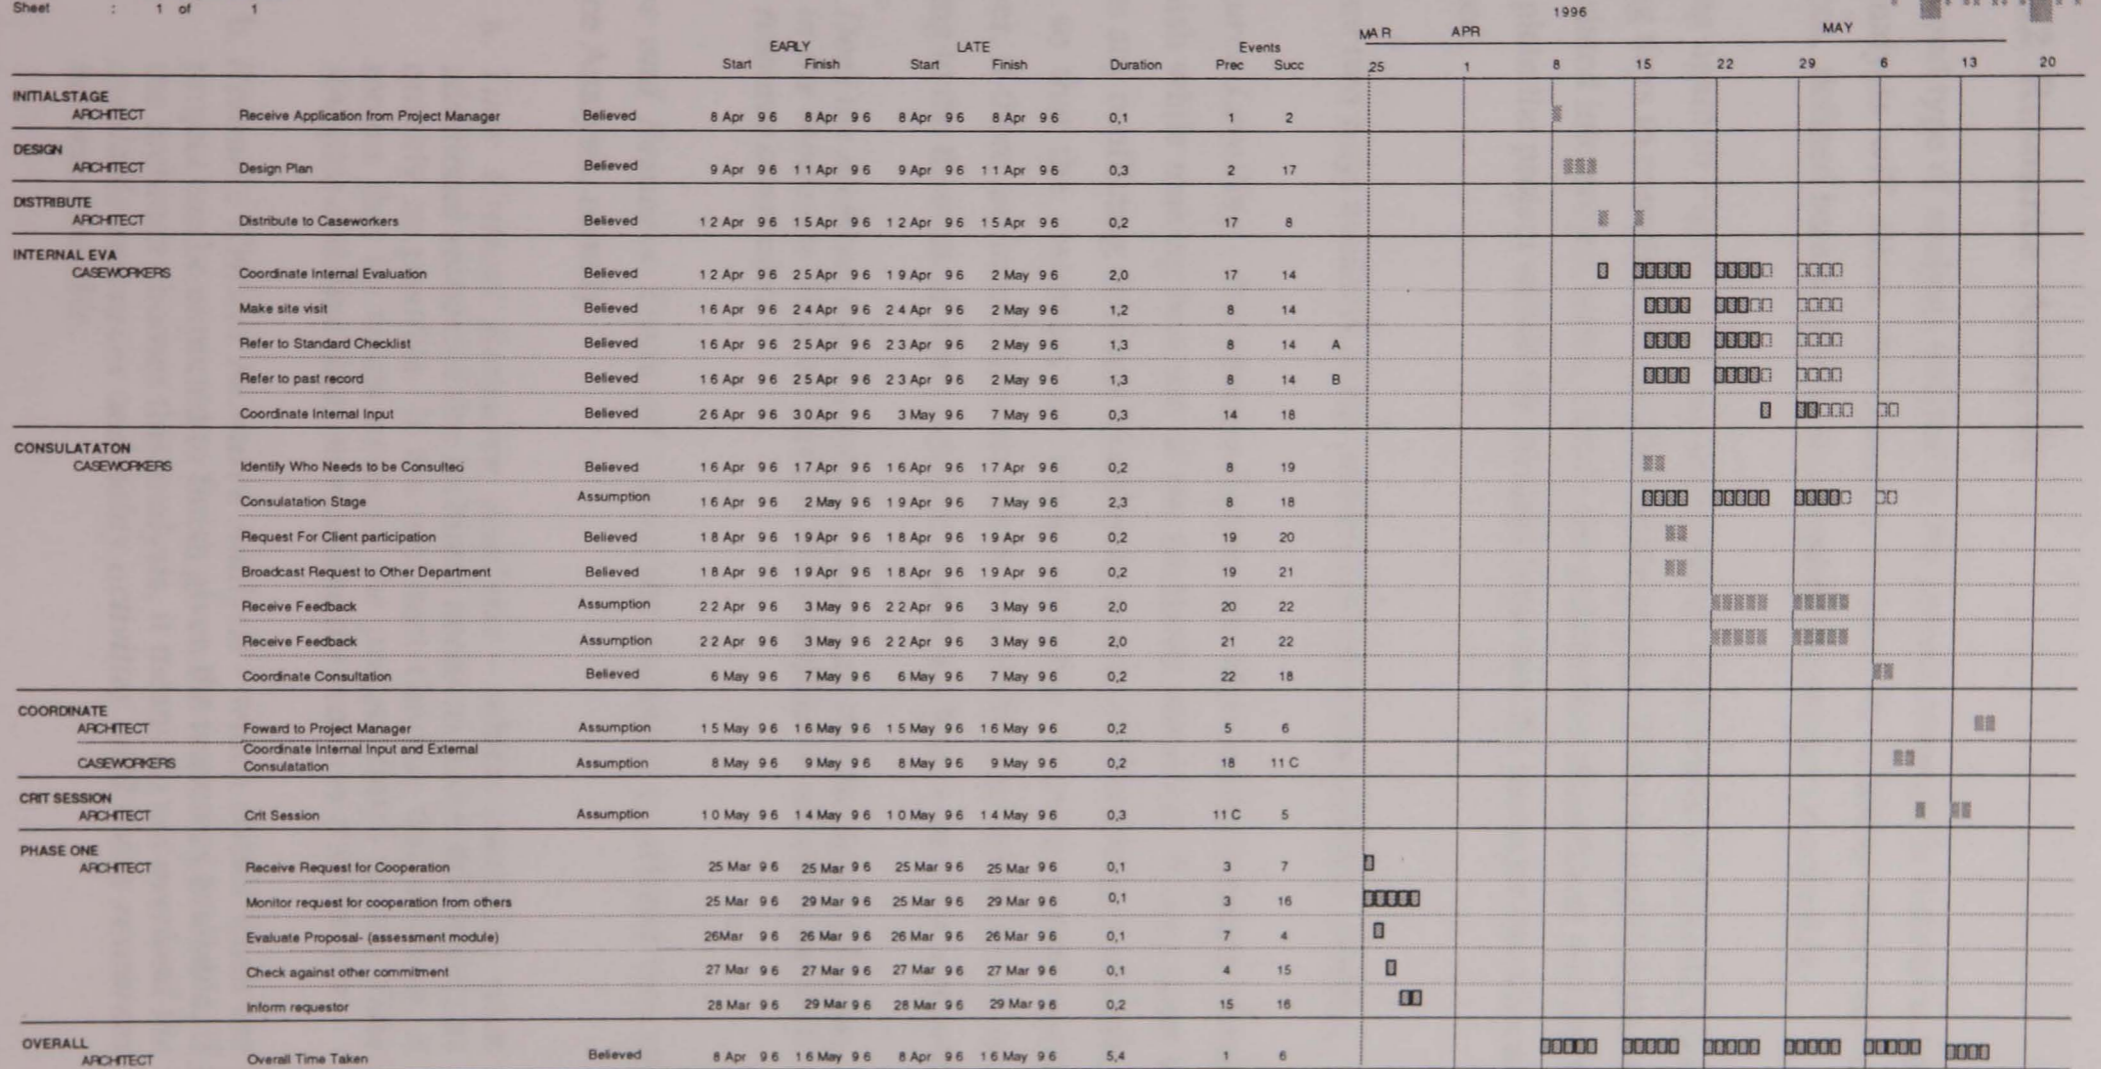 Sheet : 1 of 1
1996
MAR APR MAY
EARLY LATE Events
Start Finish Start Finish Duration Prec Succ 25 1 8 15 22 29 6 13 20
INITIALSTAGE
ARCHITECT Receive Application from Project Manager Believed 8 Apr 96 8 Apr 96 8 Apr 96 8 Apr 96 0,1 1 2
DESIGN
ARCHITECT Design Plan Believed 9 Apr 96 11 Apr 96 9 Apr 96 11 Apr 96 0,3 2 17
DISTRIBUTE
ARCHITECT Distribute to Caseworkers Believed 12 Apr 96 15 Apr 96 12 Apr 96 15 Apr 96 0,2 17 8
INTERNAL EVA
CASEWORKERS Coordinate Internal Evaluation Believed 12 Apr 96 25 Apr 96 19 Apr 96 2 May 96 2,0 17 14
Make site visit Believed 16 Apr 96 24 Apr 96 24 Apr 96 2 May 96 1,2 8 14
Refer to Standard Checklist Believed 16 Apr 96 25 Apr 96 23 Apr 96 2 May 96 1,3 8 14 A
Refer to past record Believed 16 Apr 96 25 Apr 96 23 Apr 96 2 May 96 1,3 8 14 B
Coordinate Internal Input Believed 26 Apr 96 30 Apr 96 3 May 96 7 May 96 0,3 14 18
CONSULATATON
CASEWORKERS Identify Who Needs to be Consulted Believed 16 Apr 96 17 Apr 96 16 Apr 96 17 Apr 96 0,2 8 19
Consulatation Stage Assumption 16 Apr 96 2 May 96 19 Apr 96 7 May 96 2,3 8 18
Request For Client participation Believed 18 Apr 96 19 Apr 96 18 Apr 96 19 Apr 96 0,2 19 20
Broadcast Request to Other Department Believed 18 Apr 96 19 Apr 96 18 Apr 96 19 Apr 96 0,2 19 21
Receive Feedback Assumption 22 Apr 96 3 May 96 22 Apr 96 3 May 96 2,0 20 22
Receive Feedback Assumption 22 Apr 96 3 May 96 22 Apr 96 3 May 96 2,0 21 22
Coordinate Consultation Believed 6 May 96 7 May 96 6 May 96 7 May 96 0,2 22 18
COORDINATE
ARCHITECT Foward to Project Manager Assumption 15 May 96 16 May 96 15 May 96 16 May 96 0,2 5 6
Coordinate Internal Input and External
CASEWORKERS Consulatation Assumption 8 May 96 9 May 96 8 May 96 9 May 96 0,2 18 11 C
CRIT SESSION
ARCHITECT Crit Session Assumption 10 May 96 14 May 96 10 May 96 14 May 96 0,3 11 C 5
PHASE ONE
ARCHITECT Receive Request for Cooperation 25 Mar 96 25 Mar 96 25 Mar 96 25 Mar 96 0,1 3 7
Monitor request for cooperation from others 25 Mar 96 29 Mar 96 25 Mar 96 29 Mar 96 0,1 3 16
Evaluate Proposal- (assessment module) 26Mar 96 26 Mar 96 26 Mar 96 26 Mar 96 0,1 7 4
Check against other commitment 27 Mar 96 27 Mar 96 27 Mar 96 27 Mar 96 0,1 4 15
Inform requestor 28 Mar 96 29 Mar 96 28 Mar 96 29 Mar 96 0,2 15 16
OVERALL
ARCHITECT Overall Time Taken Believed 8 Apr 96 16 May 96 8 Apr 96 16 May 96 5,4 1 6